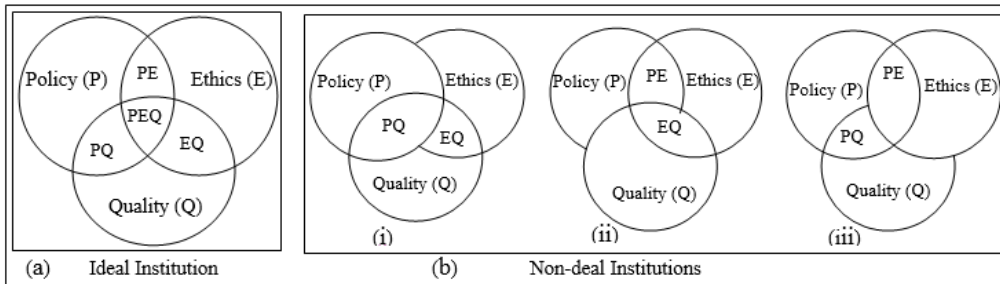 Policy (P)
PE
Ethics (E)
PEQ
PQ
EQ
Quality (Q)
(a) Ideal Institution
Policy (P)
Ethics (E)
PQ
EQ
Quality (Q)
(i)
Policy (P)
PE
Ethics (E)
EQ
Quality (Q)
(ii)
Policy (P)
PE
Ethics (E)
PQ
Quality (Q)
(iii)
(b) Non-deal Institutions